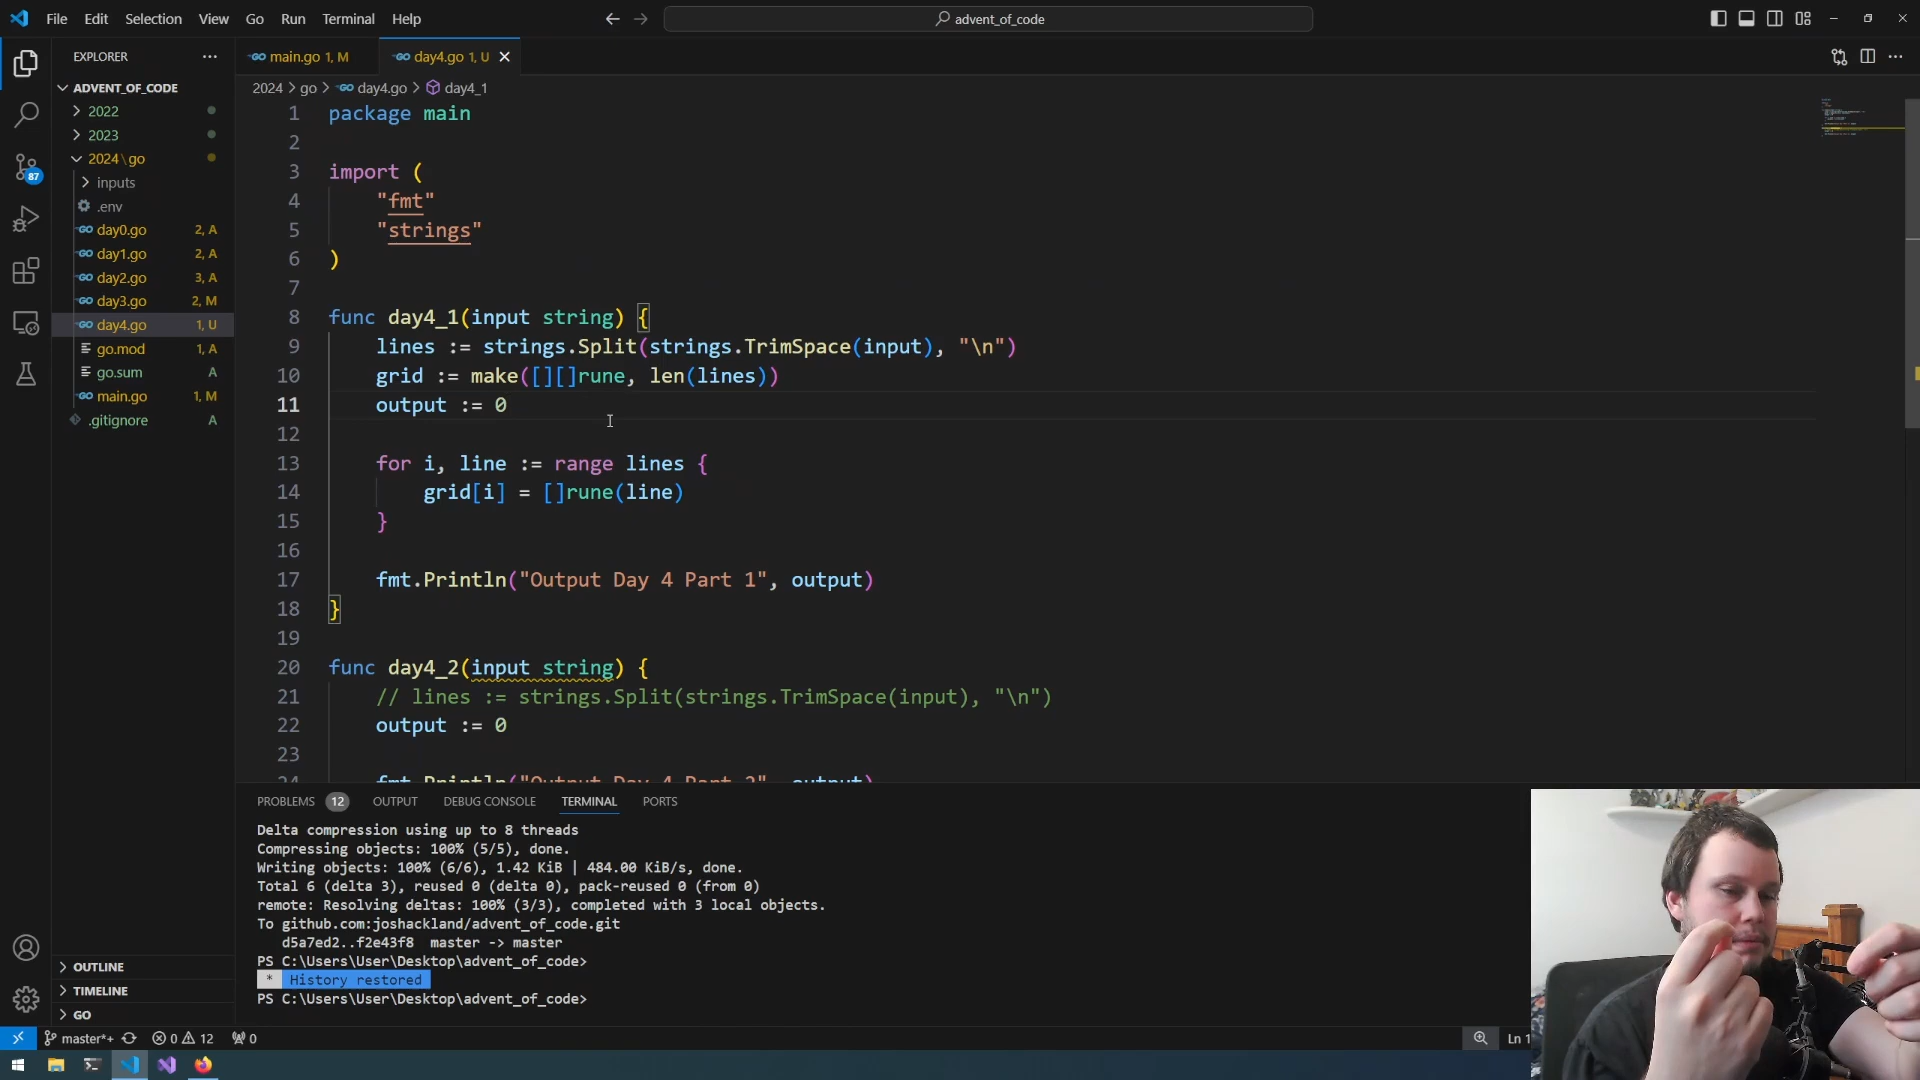 File Edit Selection View Go Run Terminal Help
advent_of_code
EXPLORER
main.go 1, M
day4.go 1, U
ADVENT_OF_CODE
2022
2023
2024\go
inputs
.env
day0.go 2, A
day1.go 2, A
day2.go 3, A
day3.go 2, M
day4.go 1, U
go.mod 1, A
go.sum A
main.go 1, M
.gitignore A
87
OUTLINE
TIMELINE
GO
2024 > go > day4.go > day4_1
1 package main
2
3 import (
4 "fmt"
5 "strings"
6 )
7
8 func day4_1(input string) {
9 lines := strings.Split(strings.TrimSpace(input), "\n")
10 grid := make([][]rune, len(lines))
11 output := 0
12
13 for i, line := range lines {
14 grid[i] = []rune(line)
15 }
16
17 fmt.Println("Output Day 4 Part 1", output)
18 }
19
20 func day4_2(input string) {
21 // lines := strings.Split(strings.TrimSpace(input), "\n")
22 output := 0
23
24 fmt.Println("Output Day 4 Part 2", output)
PROBLEMS 12 OUTPUT DEBUG CONSOLE TERMINAL PORTS
Delta compression using up to 8 threads
Compressing objects: 100% (5/5), done.
Writing objects: 100% (6/6), 1.42 KiB | 484.00 KiB/s, done.
Total 6 (delta 3), reused 0 (delta 0), pack-reused 0 (from 0)
remote: Resolving deltas: 100% (3/3), completed with 3 local objects.
To github.com:joshackland/advent_of_code.git
d5a7ed2..f2e43f8 master -> master
PS C:\Users\User\Desktop\advent_of_code>
* History restored
PS C:\Users\User\Desktop\advent_of_code>
master*+ 0 12 0